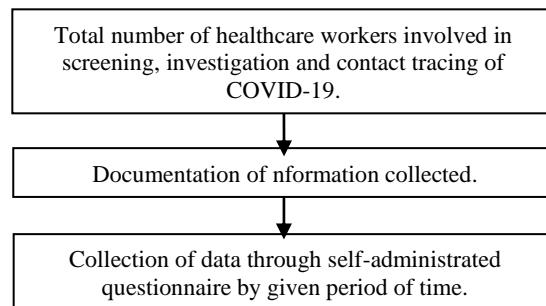 Total number of healthcare workers involved in
screening, investigation and contact tracing of
COVID-19.
Documentation of nformation collected.
Collection of data through self-administrated
questionnaire by given period of time.